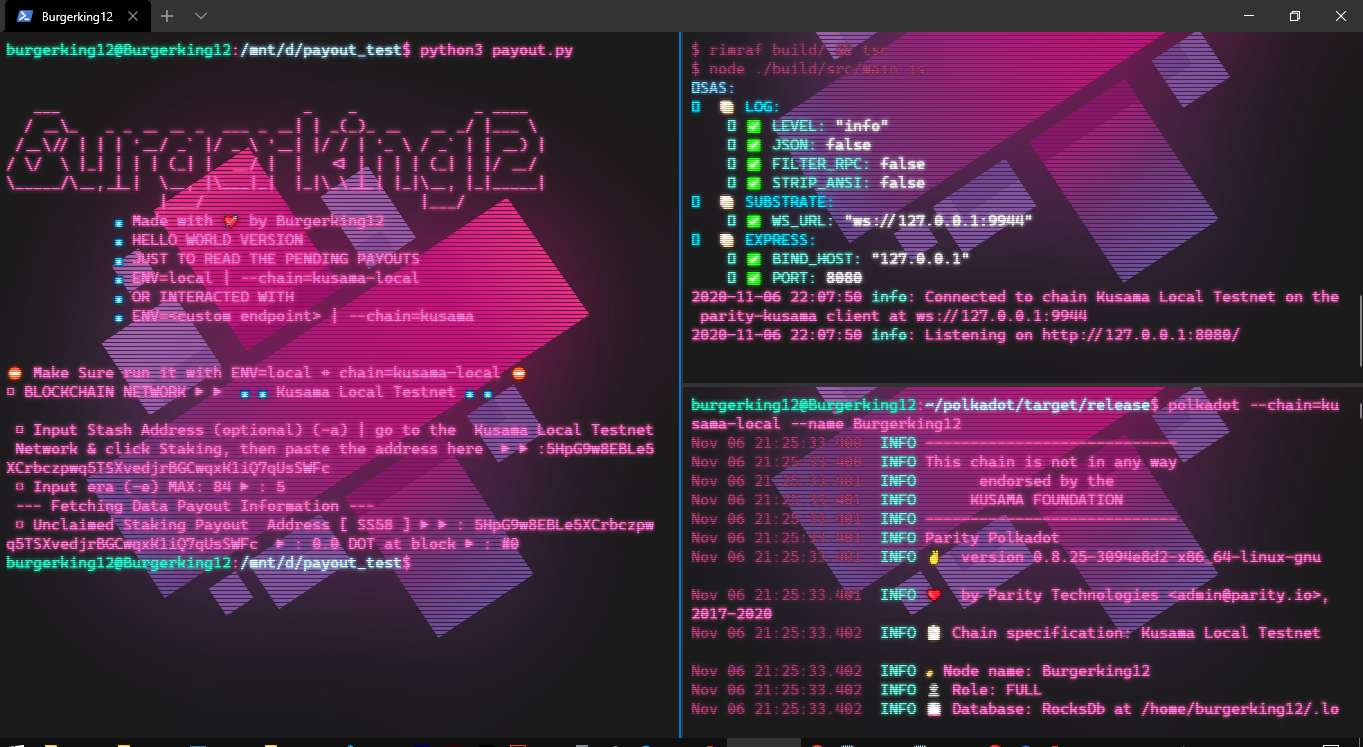 Burgerking12
burgerking12@Burgerking12:/mnt/d/payout_test$ python3 payout.py
Burgerking12
Made with ❤ by Burgerking12
HELLO WORLD VERSION
JUST TO READ THE PENDING PAYOUTS
ENV=local | --chain=kusama-local
OR INTERACTED WITH
ENV=<custom endpoint> | --chain=kusama
⛔ Make Sure run it with ENV=local + chain=kusama-local ⛔
BLOCKCHAIN NETWORK ► ► Kusama Local Testnet
Input Stash Address (optional) (-a) | go to the  Kusama Local Testnet
Network & click Staking, then paste the address here  ► ► :5HpG9w8EBLe5
XCrbczpwq5TSXvedjrBGCwqxK1iQ7qUsSWFc
Input era (-e) MAX: 84 ► : 5
--- Fetching Data Payout Information ---
Unclaimed Staking Payout  Address [ SS58 ] ► ► : 5HpG9w8EBLe5XCrbczpw
q5TSXvedjrBGCwqxK1iQ7qUsSWFc  ► : 0.0 DOT at block ► : #0
burgerking12@Burgerking12:/mnt/d/payout_test$
$ rimraf build/ && tsc
$ node ./build/src/main.js
SAS:
LOG:
✅ LEVEL: "info"
✅ JSON: false
✅ FILTER_RPC: false
✅ STRIP_ANSI: false
SUBSTRATE:
✅ WS_URL: "ws://127.0.0.1:9944"
EXPRESS:
✅ BIND_HOST: "127.0.0.1"
✅ PORT: 8080
2020-11-06 22:07:50 info: Connected to chain Kusama Local Testnet on the
parity-kusama client at ws://127.0.0.1:9944
2020-11-06 22:07:50 info: Listening on http://127.0.0.1:8080/
burgerking12@Burgerking12:~/polkadot/target/release$ polkadot --chain=ku
sama-local --name Burgerking12
Nov 06 21:25:33.400  INFO ----------------------------
Nov 06 21:25:33.400  INFO This chain is not in any way
Nov 06 21:25:33.401  INFO       endorsed by the
Nov 06 21:25:33.401  INFO      KUSAMA FOUNDATION
Nov 06 21:25:33.401  INFO ----------------------------
Nov 06 21:25:33.401  INFO Parity Polkadot
Nov 06 21:25:33.401  INFO ✌  version 0.8.25-3094e8d2-x86_64-linux-gnu
Nov 06 21:25:33.401  INFO ❤  by Parity Technologies <admin@parity.io>,
2017-2020
Nov 06 21:25:33.402  INFO 📋 Chain specification: Kusama Local Testnet
Nov 06 21:25:33.402  INFO 🏷 Node name: Burgerking12
Nov 06 21:25:33.402  INFO 👤 Role: FULL
Nov 06 21:25:33.402  INFO 💾 Database: RocksDb at /home/burgerking12/.lo